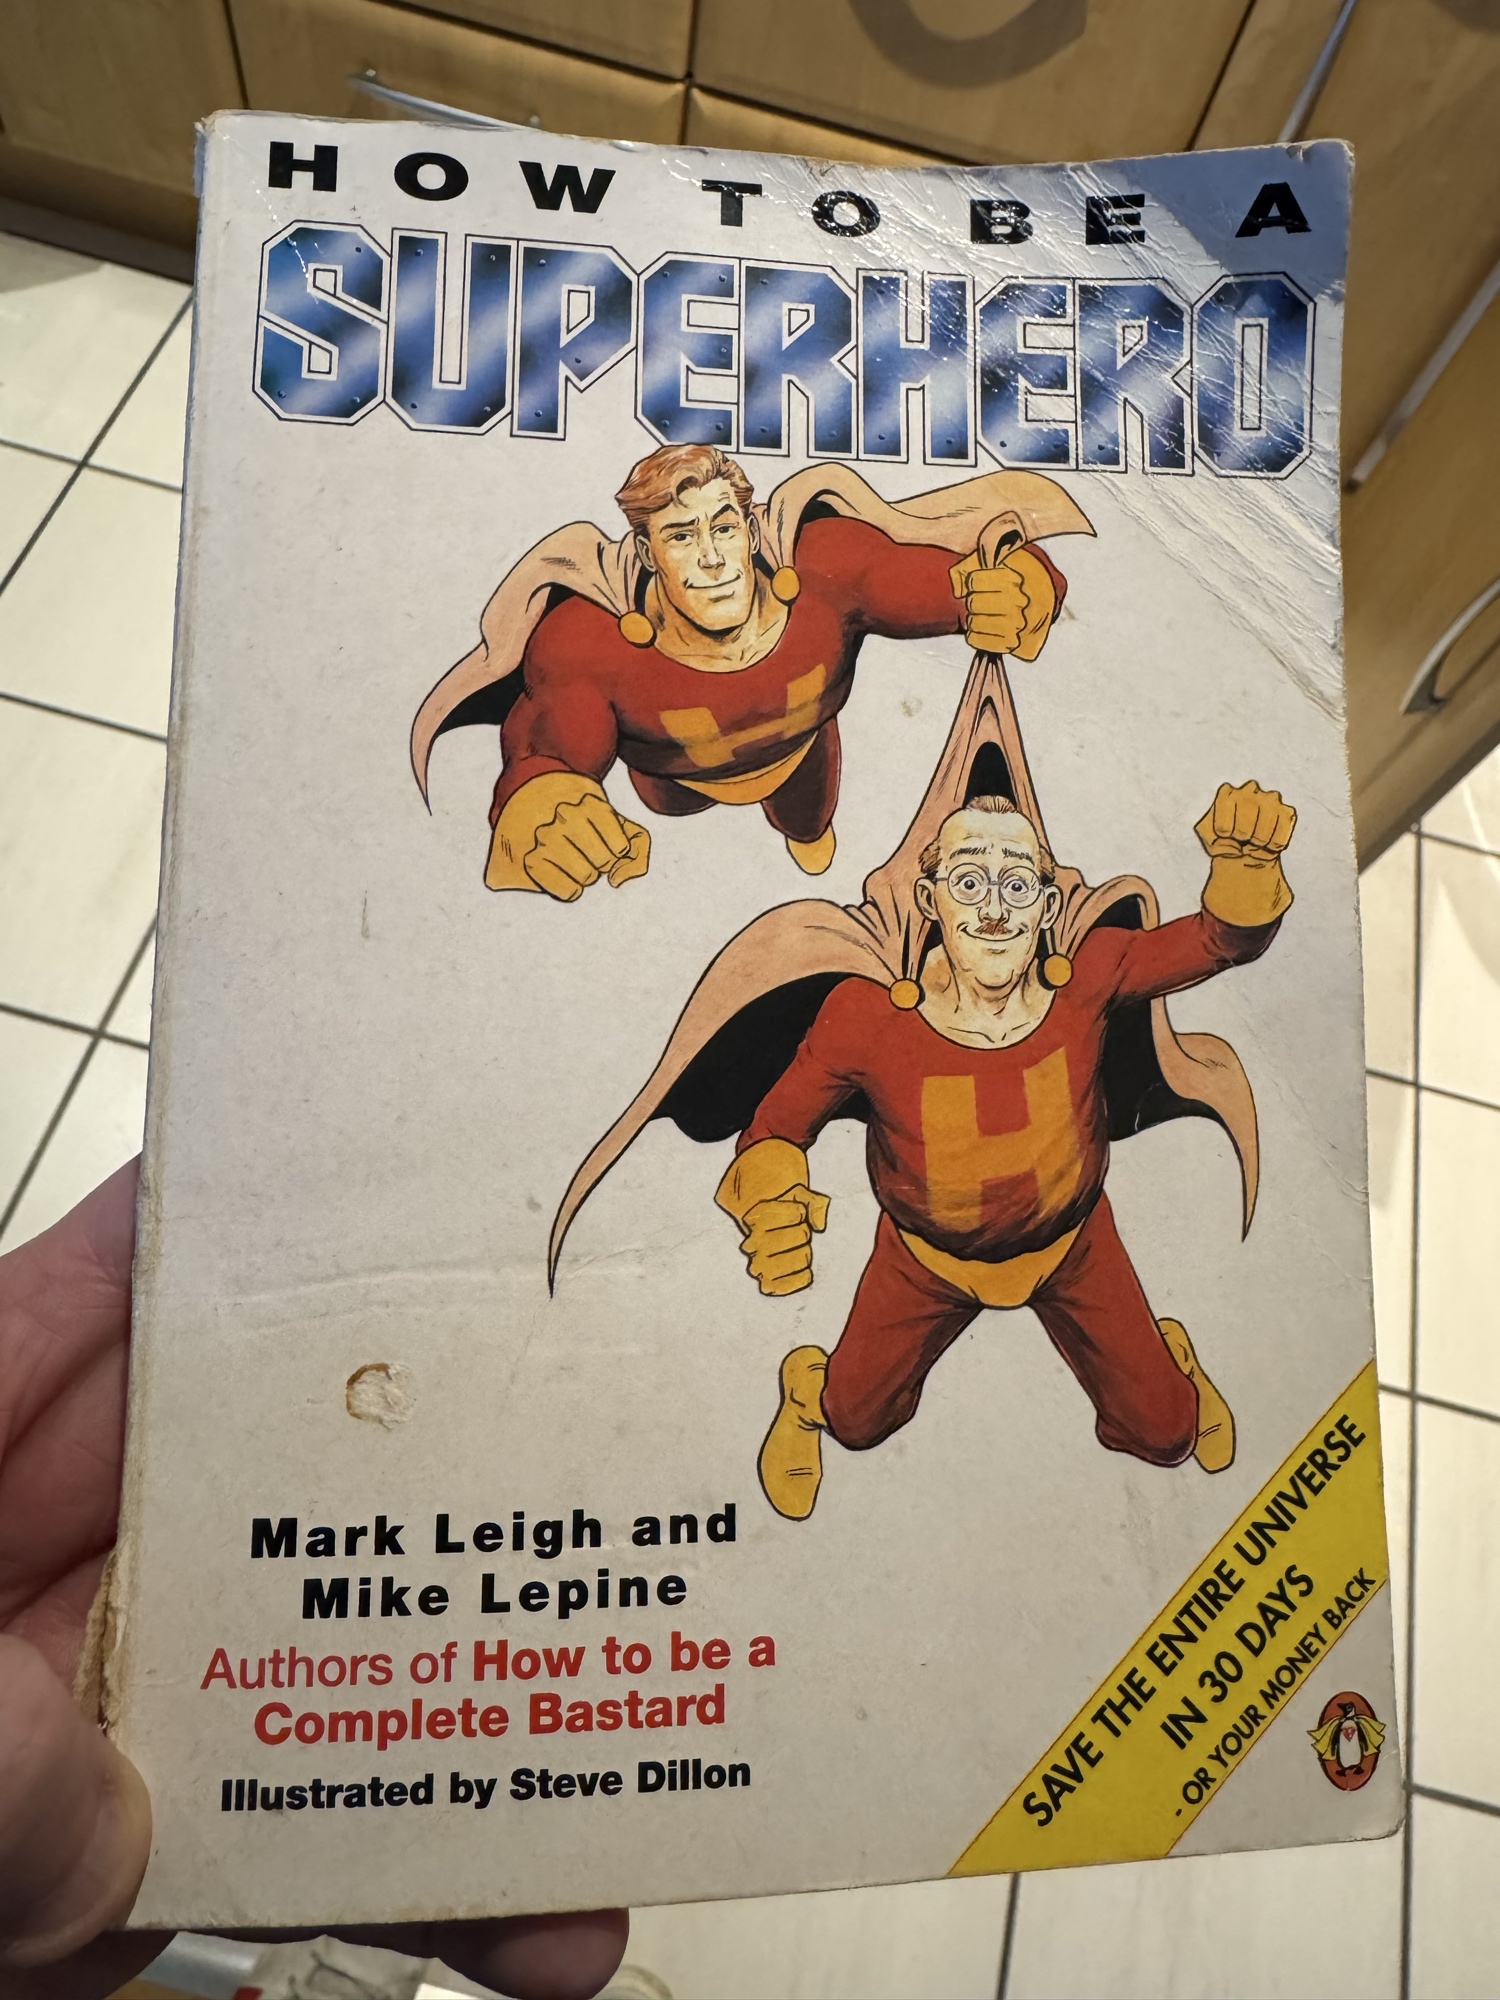 HOW TO BE A
SUPERHERO
H
H
Mark Leigh and
Mike Lepine
Authors of How to be a
Complete Bastard
Illustrated by Steve Dillon
SAVE THE ENTIRE UNIVERSE
IN 30 DAYS
- OR YOUR MONEY BACK